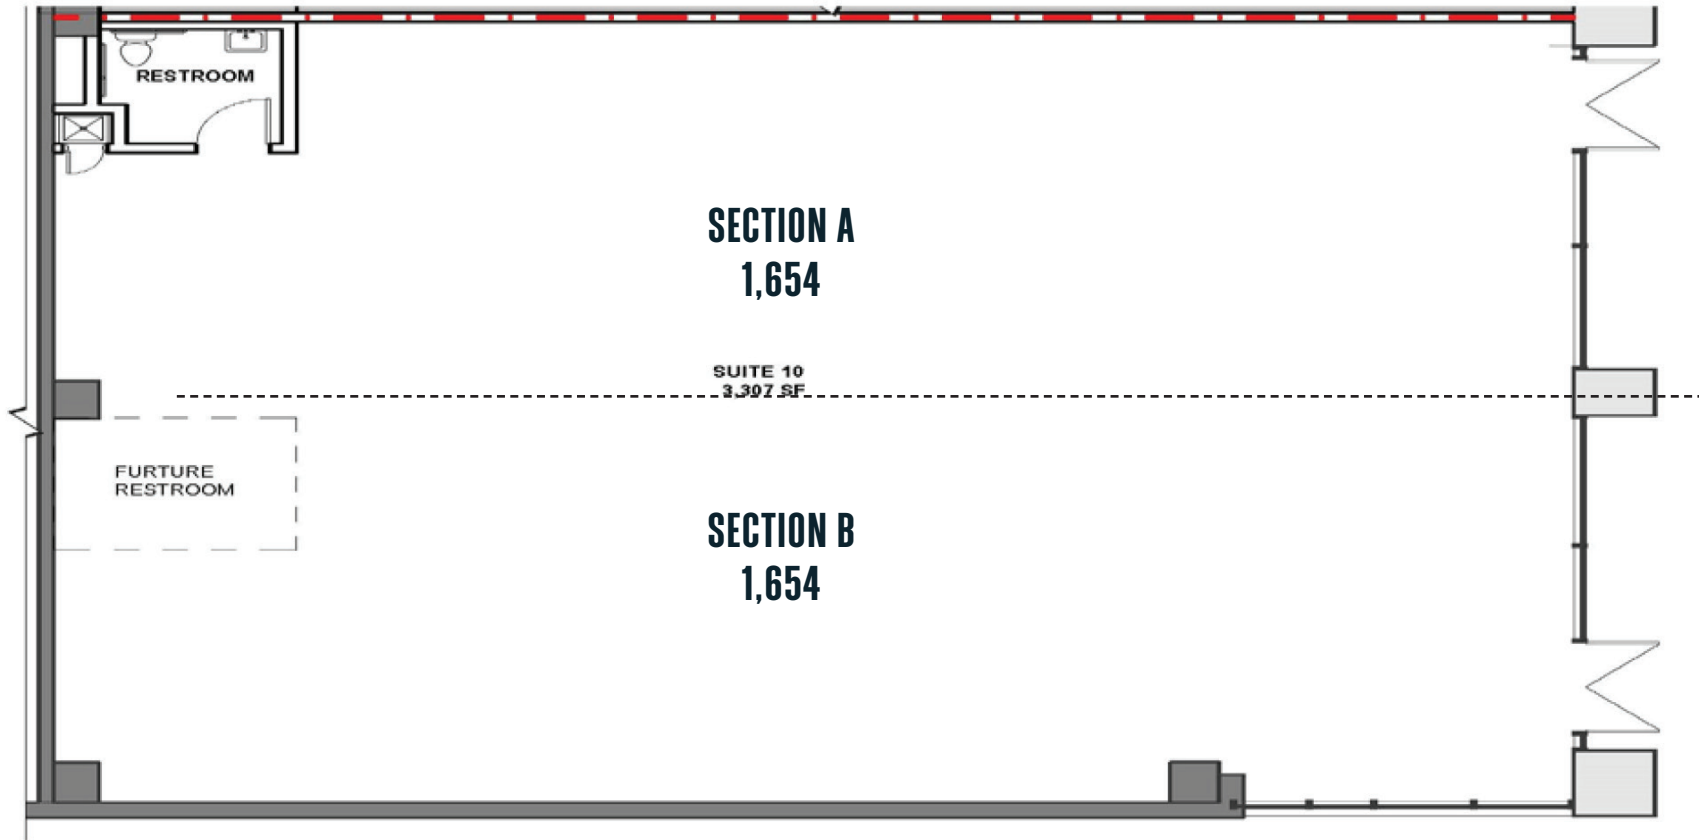 RESTROOM
SECTION A
1,654
SUITE 10
3,307 SF
FURTURE
RESTROOM
SECTION B
1,654